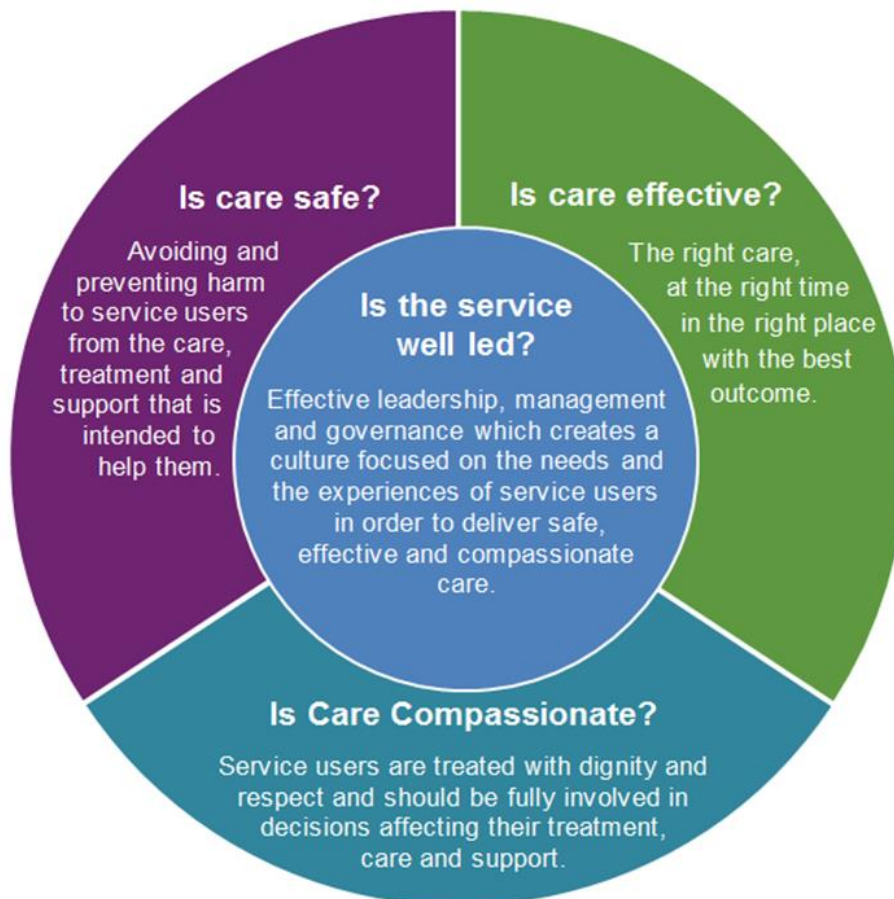 Is care safe?
Avoiding and
preventing harm
to service users
from the care,
treatment and
support that is
intended to
help them.
Is care effective?
The right care,
at the right time
in the right place
with the best
outcome.
Is the service
well led?
Effective leadership, management
and governance which creates a
culture focused on the needs and
the experiences of service users
in order to deliver safe,
effective and compassionate
care.
Is Care Compassionate?
Service users are treated with dignity and
respect and should be fully involved in
decisions affecting their treatment,
care and support.